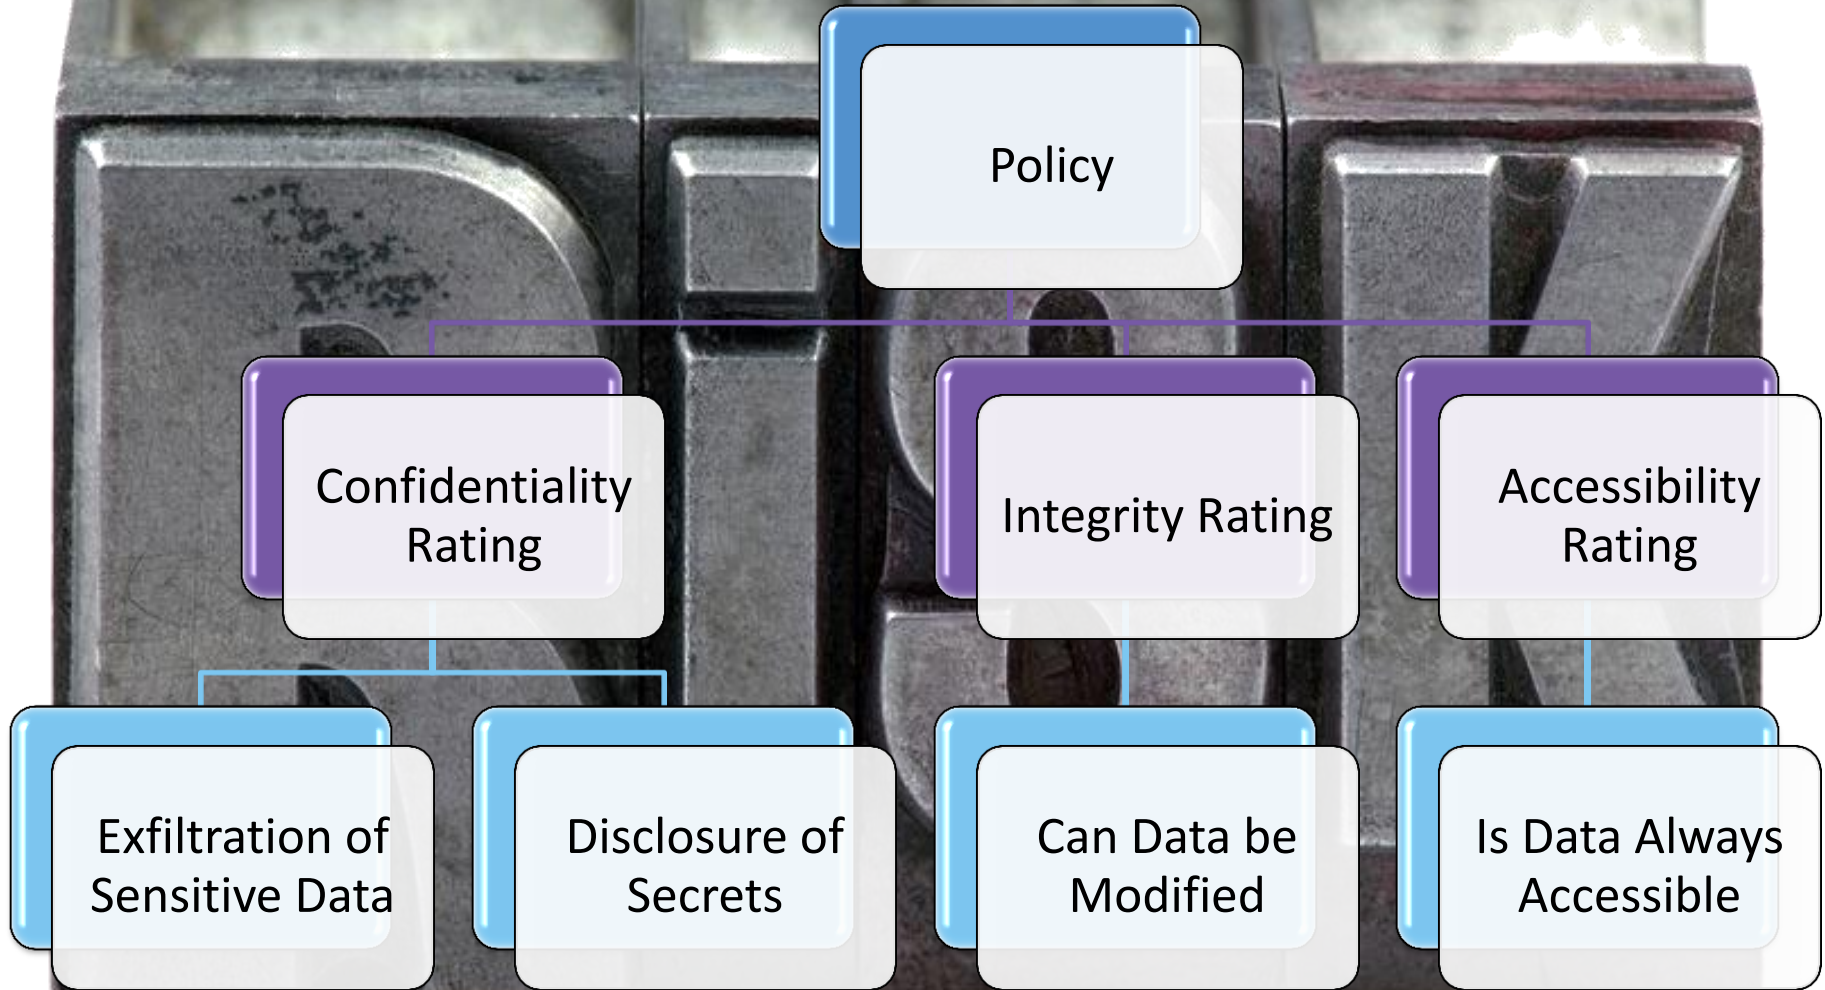 Policy
Confidentiality
Rating
Integrity Rating
Accessibility
Rating
Exfiltration of
Sensitive Data
Disclosure of
Secrets
Can Data be
Modified
Is Data Always
Accessible